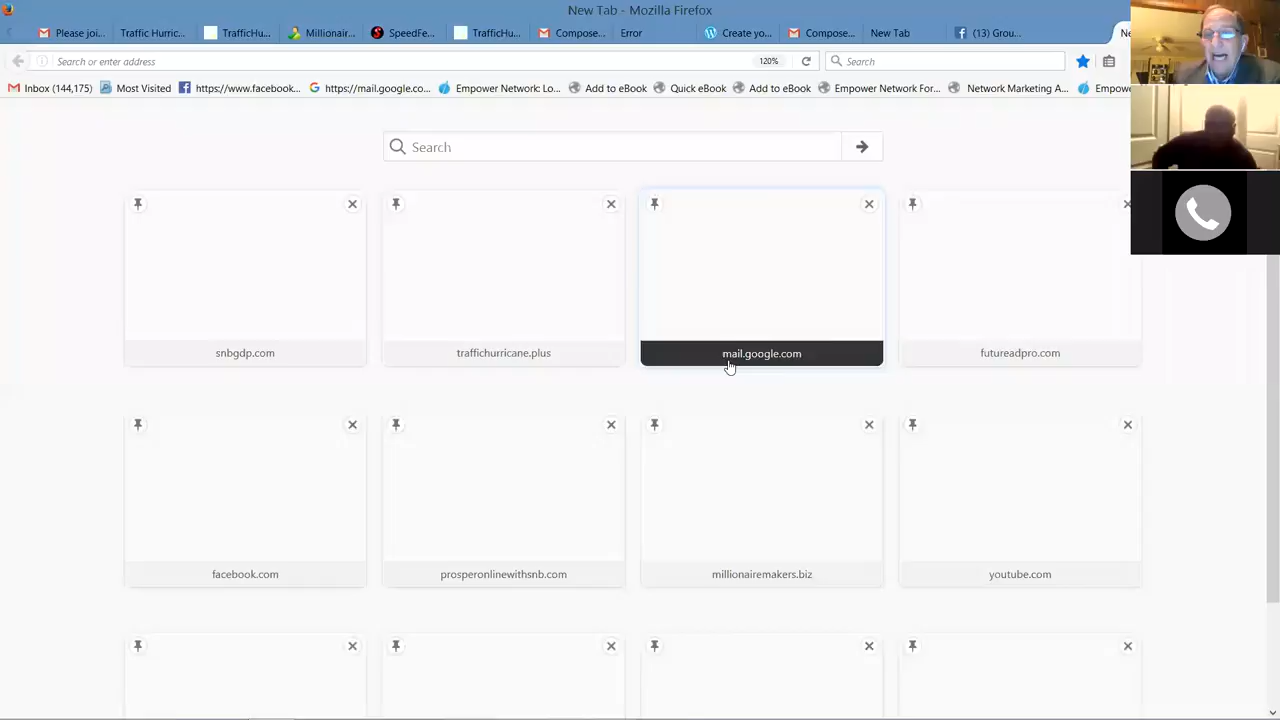 New Tab - Mozilla Firefox
Please joi... Traffic Hurric... TrafficHu... Millionair... SpeedFe... TrafficHu... Compose... Error Create yo... Compose... New Tab (13) Grou...
Search or enter address 120% Search
Inbox (144,175) Most Visited https://www.facebook... https://mail.google.co... Empower Network: Lo... Add to eBook Quick eBook Add to eBook Empower Network For... Network Marketing A... Empowe
Search
snbgdp.com traffichurricane.plus mail.google.com futureadpro.com
facebook.com prosperonlinewithsnb.com millionairemakers.biz youtube.com